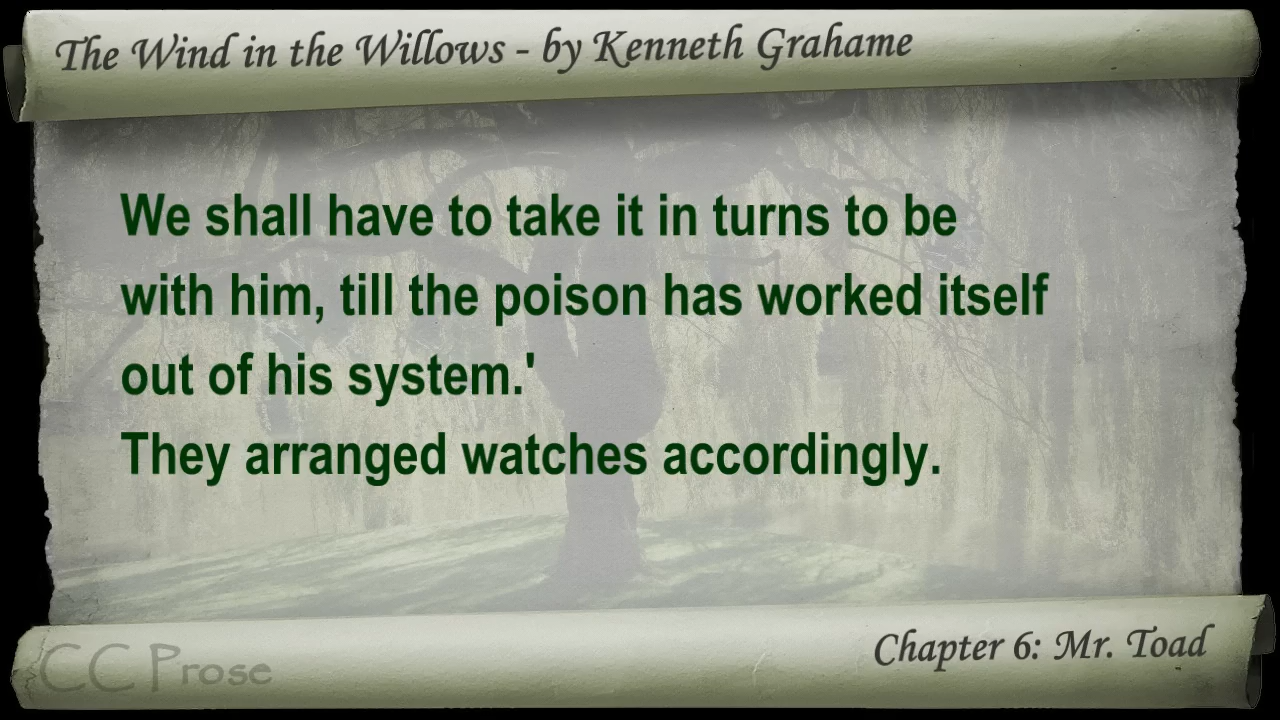 The Wind in the Willows - by Kenneth Grahame
We shall have to take it in turns to be
with him, till the poison has worked itself
out of his system.'
They arranged watches accordingly.
CC Prose
Chapter 6: Mr. Toad